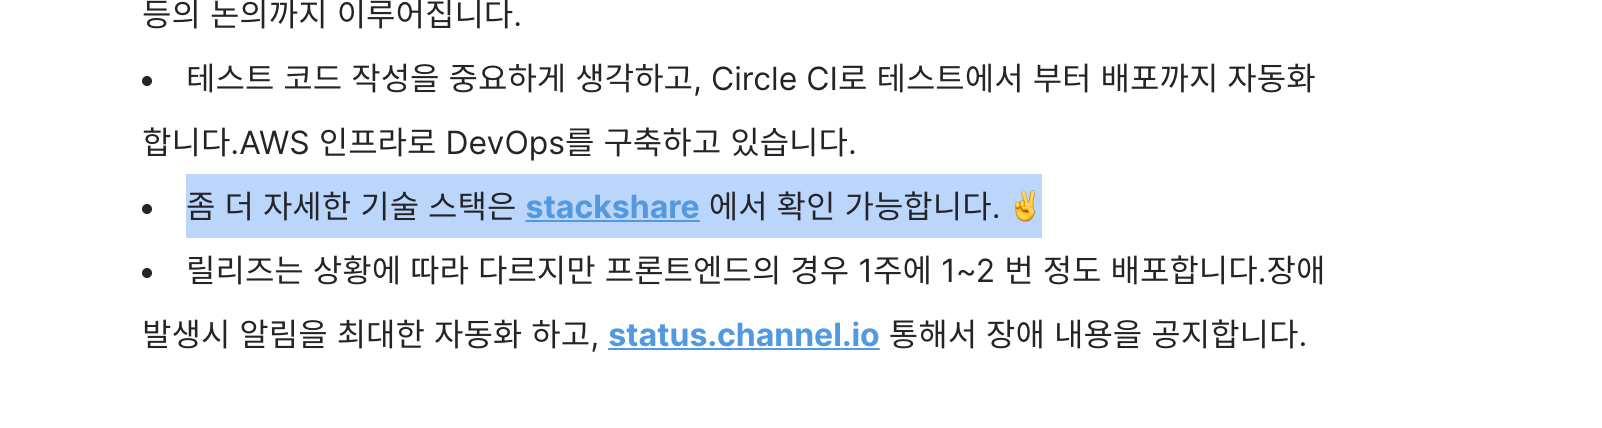 등의 논의까지 이루어집니다.
• 테스트 코드 작성을 중요하게 생각하고, Circle CI로 테스트에서 부터 배포까지 자동화
합니다.AWS 인프라로 DevOps를 구축하고 있습니다.
• 좀 더 자세한 기술 스택은 stackshare 에서 확인 가능합니다. ✌️
• 릴리즈는 상황에 따라 다르지만 프론트엔드의 경우 1주에 1~2 번 정도 배포합니다.장애
발생시 알림을 최대한 자동화 하고, status.channel.io 통해서 장애 내용을 공지합니다.